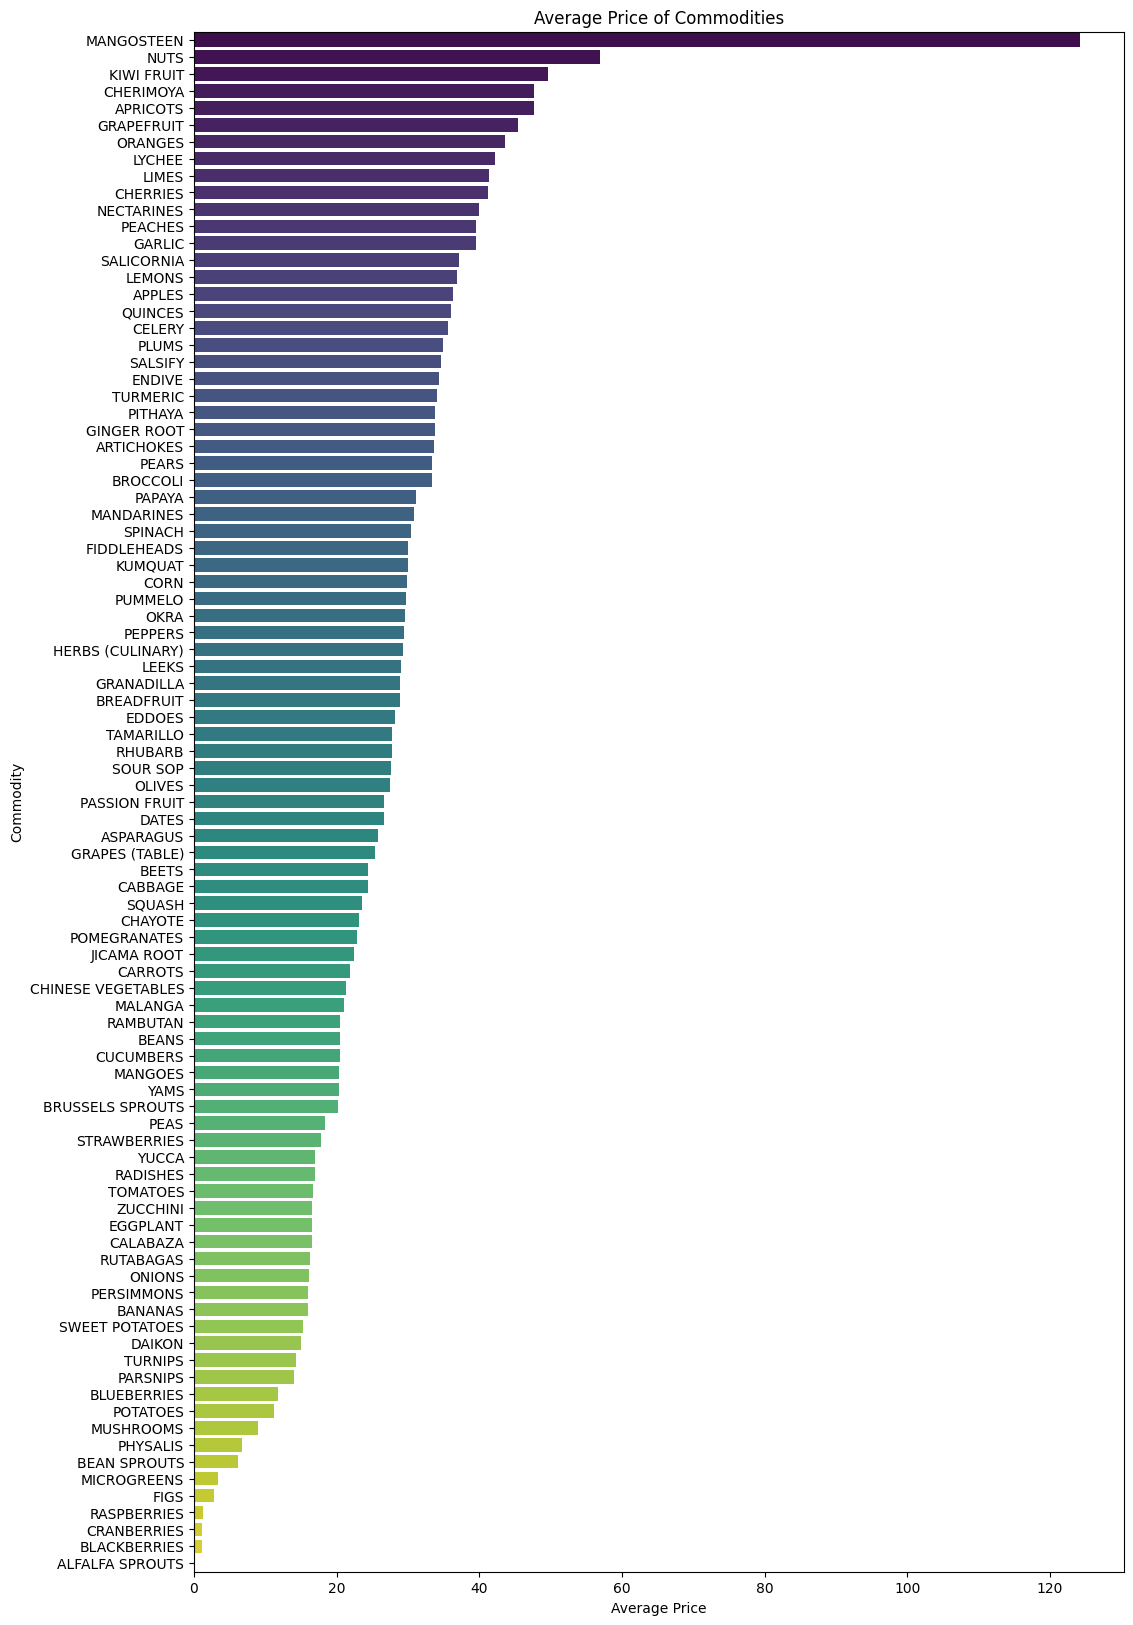 Average Price of Commodities
MANGOSTEEN
NUTS
KIWI FRUIT
CHERIMOYA
APRICOTS
GRAPEFRUIT
ORANGES
LYCHEE
LIMES
CHERRIES
NECTARINES
PEACHES
GARLIC
SALICORNIA
LEMONS
APPLES
QUINCES
CELERY
PLUMS
SALSIFY
ENDIVE
TURMERIC
PITHAYA
GINGER ROOT
ARTICHOKES
PEARS
BROCCOLI
PAPAYA
MANDARINES
SPINACH
FIDDLEHEADS
KUMQUAT
CORN
PUMMELO
OKRA
PEPPERS
HERBS (CULINARY)
LEEKS
GRANADILLA
BREADFRUIT
EDDOES
TAMARILLO
RHUBARB
SOUR SOP
OLIVES
PASSION FRUIT
DATES
ASPARAGUS
GRAPES (TABLE)
BEETS
CABBAGE
SQUASH
CHAYOTE
POMEGRANATES
JICAMA ROOT
CARROTS
CHINESE VEGETABLES
MALANGA
RAMBUTAN
BEANS
CUCUMBERS
MANGOES
YAMS
BRUSSELS SPROUTS
PEAS
STRAWBERRIES
YUCCA
RADISHES
TOMATOES
ZUCCHINI
EGGPLANT
CALABAZA
RUTABAGAS
ONIONS
PERSIMMONS
BANANAS
SWEET POTATOES
DAIKON
TURNIPS
PARSNIPS
BLUEBERRIES
POTATOES
MUSHROOMS
PHYSALIS
BEAN SPROUTS
MICROGREENS
FIGS
RASPBERRIES
CRANBERRIES
BLACKBERRIES
ALFALFA SPROUTS
Commodity
0 20 40 60 80 100 120
Average Price